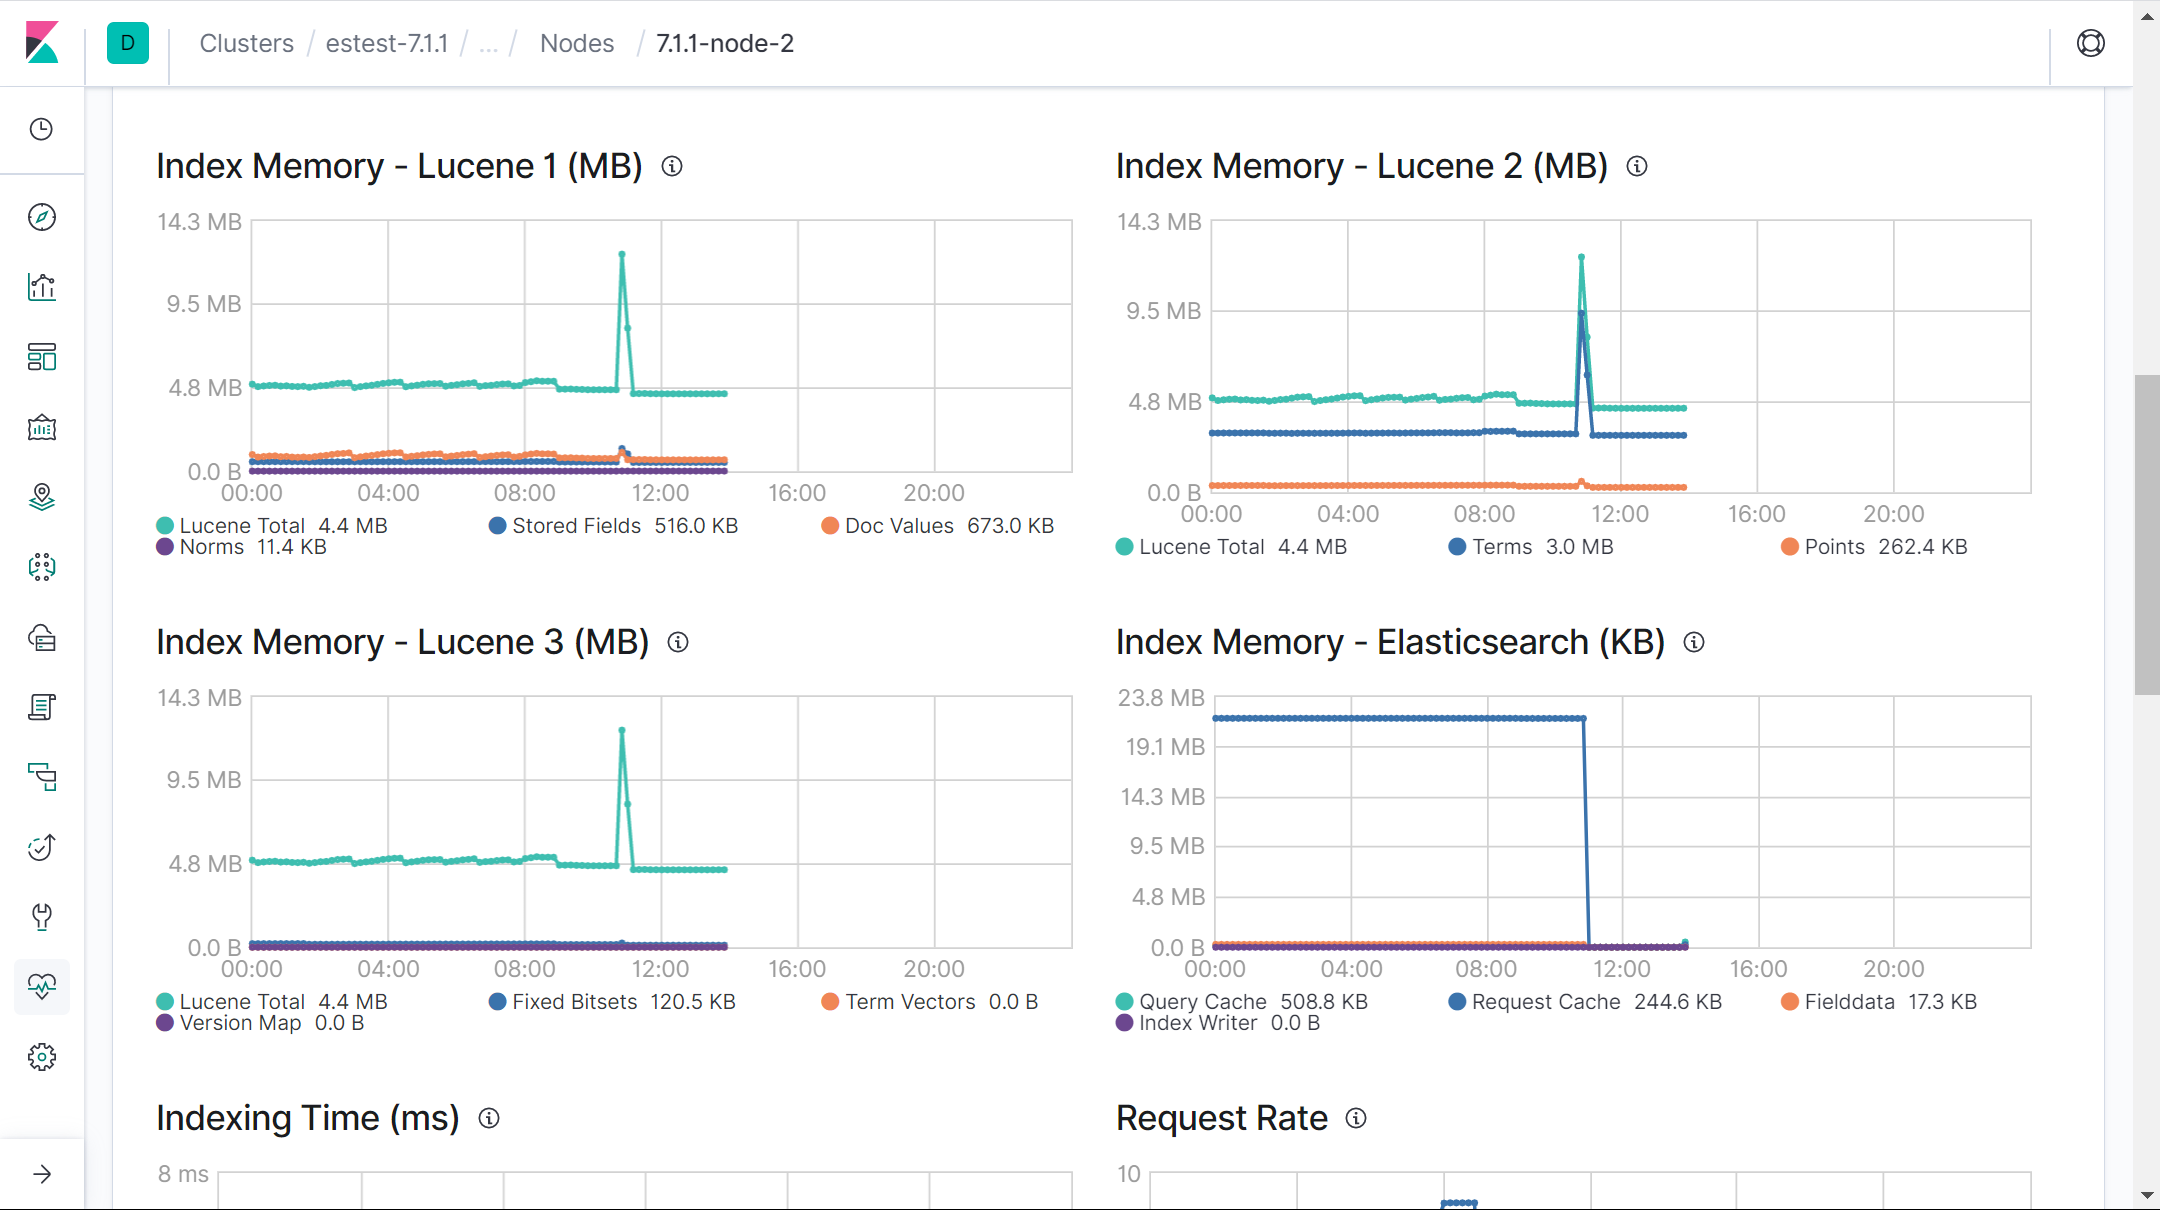 D Clusters / estest-7.1.1 / ... / Nodes / 7.1.1-node-2
Index Memory - Lucene 1 (MB)
14.3 MB
9.5 MB
4.8 MB
0.0 B
00:00 04:00 08:00 12:00 16:00 20:00
Lucene Total 4.4 MB Stored Fields 516.0 KB Doc Values 673.0 KB
Norms 11.4 KB
Index Memory - Lucene 2 (MB)
14.3 MB
9.5 MB
4.8 MB
0.0 B
00:00 04:00 08:00 12:00 16:00 20:00
Lucene Total 4.4 MB Terms 3.0 MB Points 262.4 KB
Index Memory - Lucene 3 (MB)
14.3 MB
9.5 MB
4.8 MB
0.0 B
00:00 04:00 08:00 12:00 16:00 20:00
Lucene Total 4.4 MB Fixed Bitsets 120.5 KB Term Vectors 0.0 B
Version Map 0.0 B
Index Memory - Elasticsearch (KB)
23.8 MB
19.1 MB
14.3 MB
9.5 MB
4.8 MB
0.0 B
00:00 04:00 08:00 12:00 16:00 20:00
Query Cache 508.8 KB Request Cache 244.6 KB Fielddata 17.3 KB
Index Writer 0.0 B
Indexing Time (ms)
8 ms
Request Rate
10